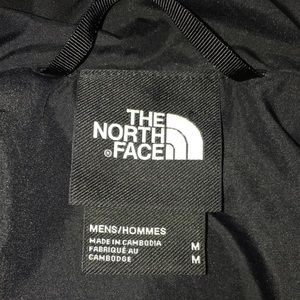 THE
NORTH
®FACE
MENS/HOMMES
MADE IN CAMBODIA M
FABRIQUÉ AU
CAMBODGE M